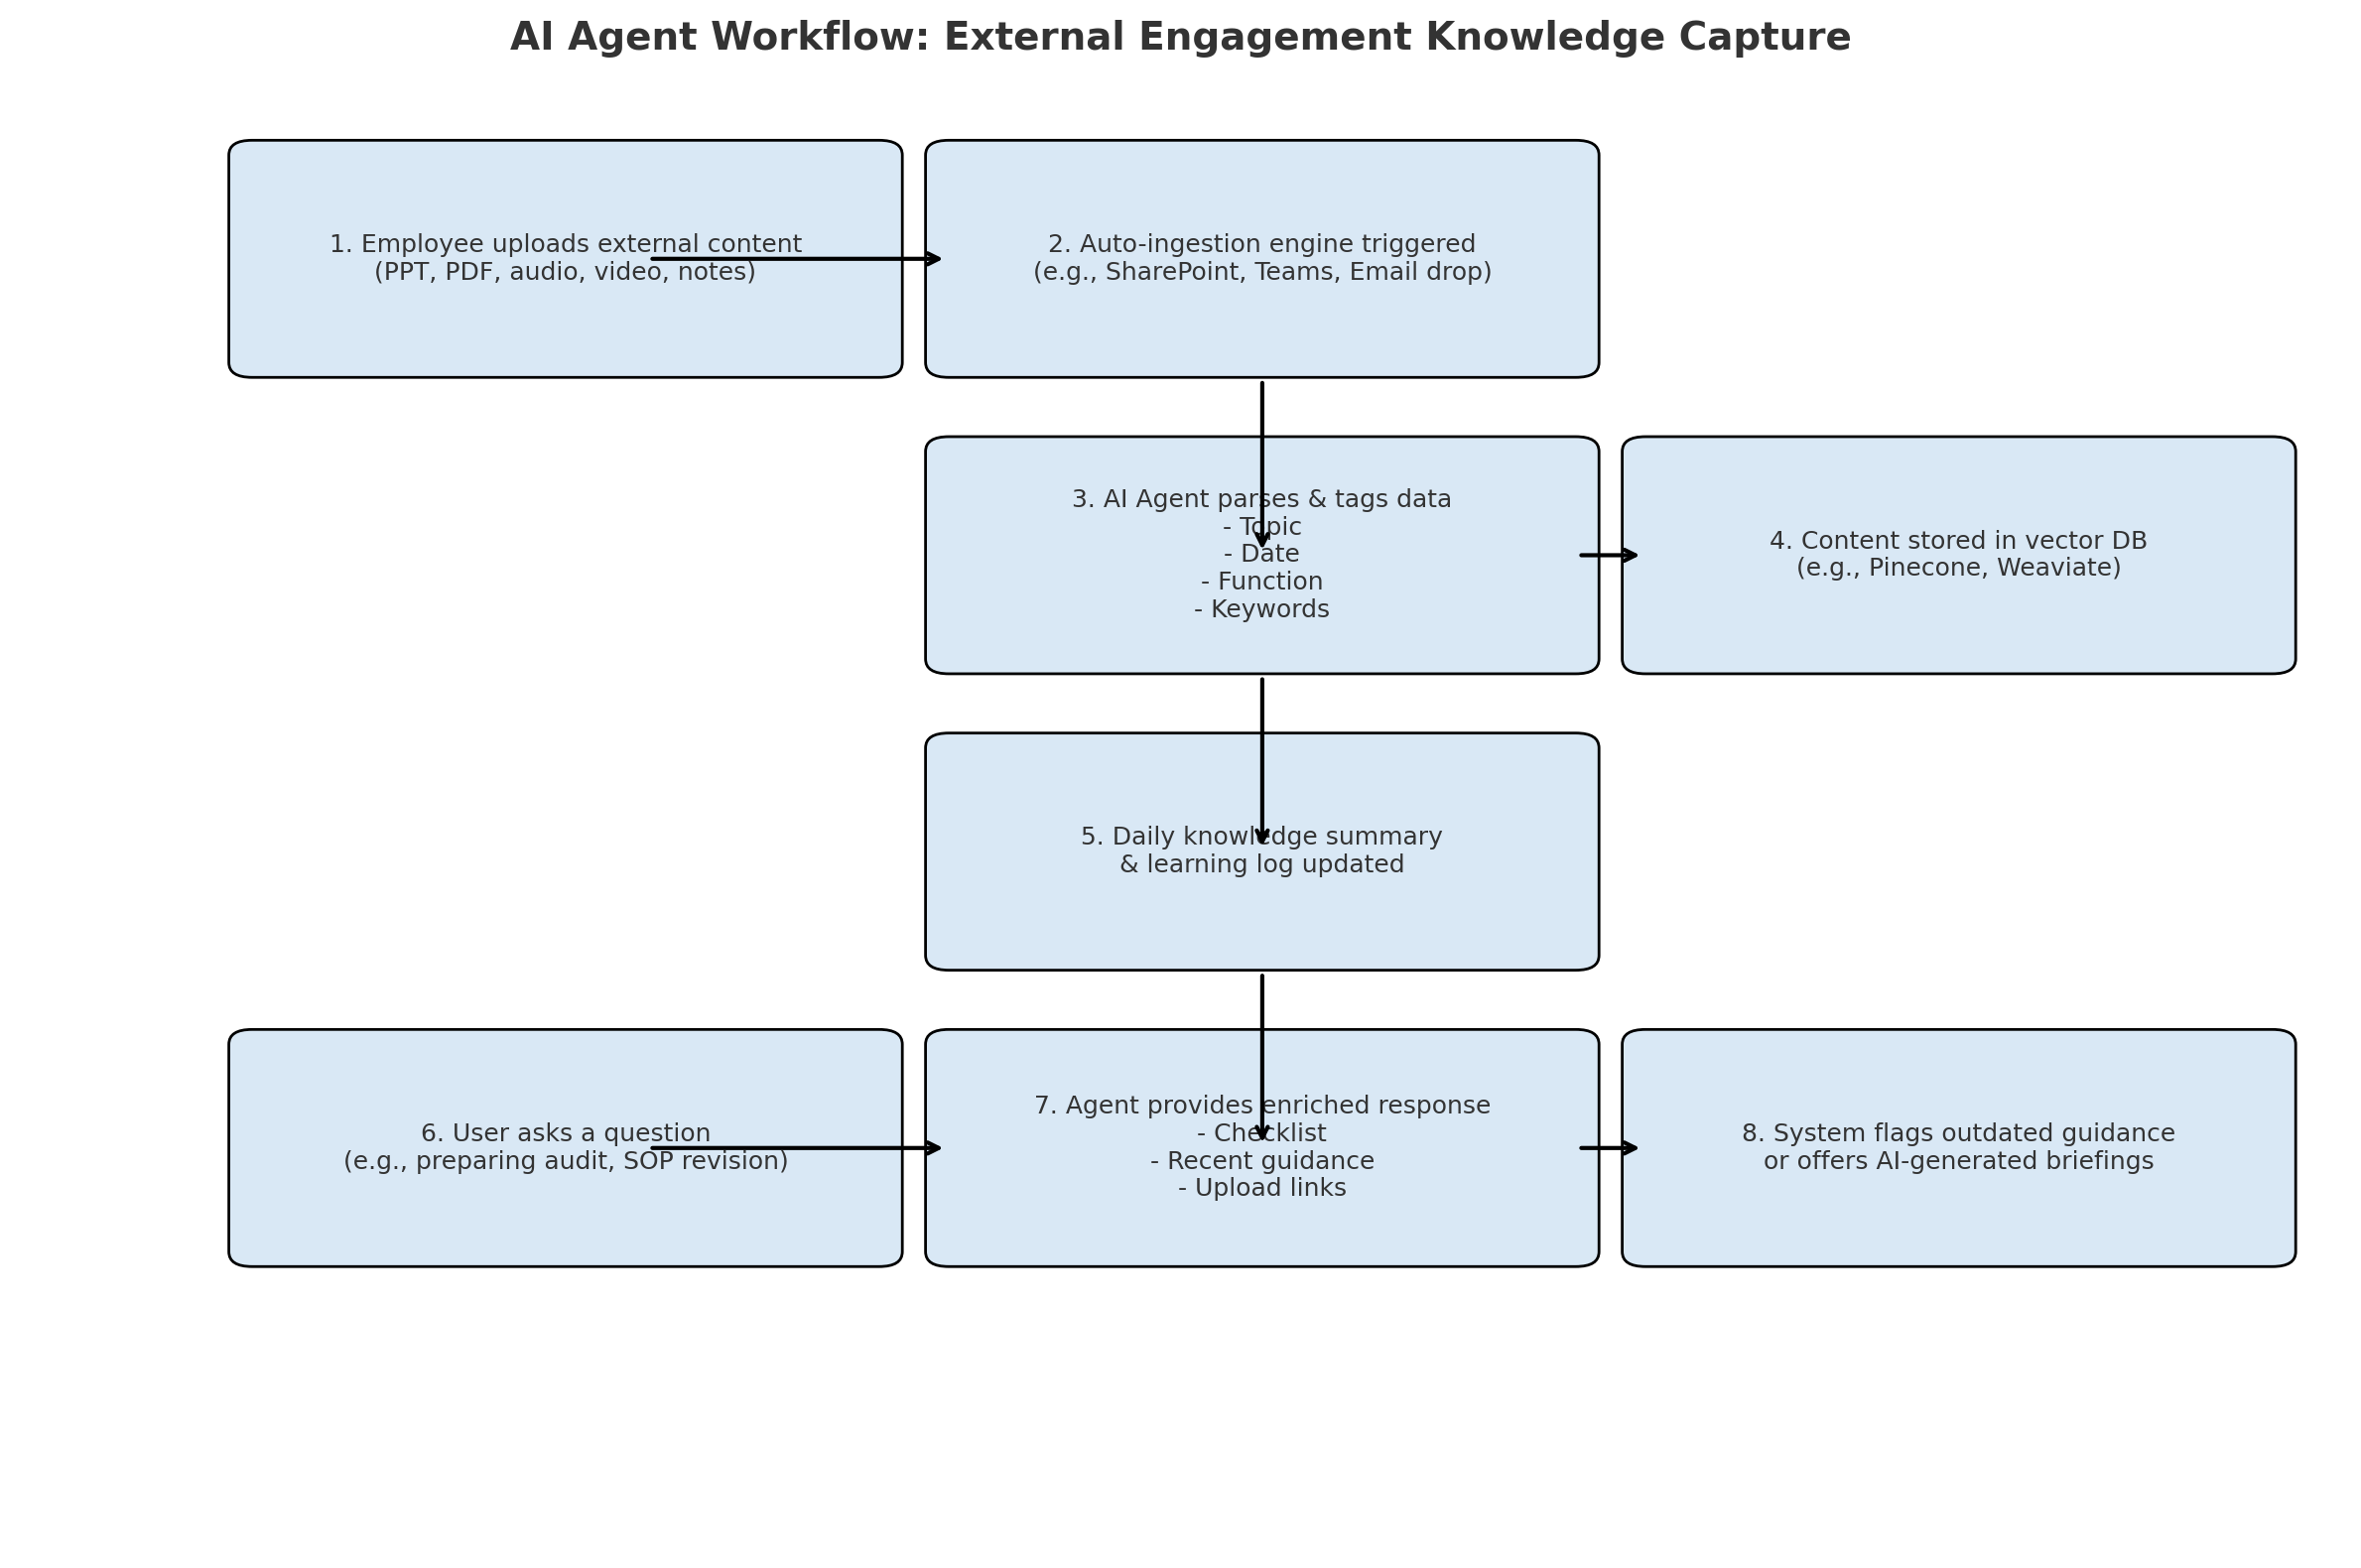 AI Agent Workflow: External Engagement Knowledge Capture
1. Employee uploads external content
(PPT, PDF, audio, video, notes)
2. Auto-ingestion engine triggered
(e.g., SharePoint, Teams, Email drop)
3. AI Agent parses & tags data
- Topic
- Date
- Function
- Keywords
4. Content stored in vector DB
(e.g., Pinecone, Weaviate)
5. Daily knowledge summary
& learning log updated
6. User asks a question
(e.g., preparing audit, SOP revision)
7. Agent provides enriched response
- Checklist
- Recent guidance
- Upload links
8. System flags outdated guidance
or offers AI-generated briefings